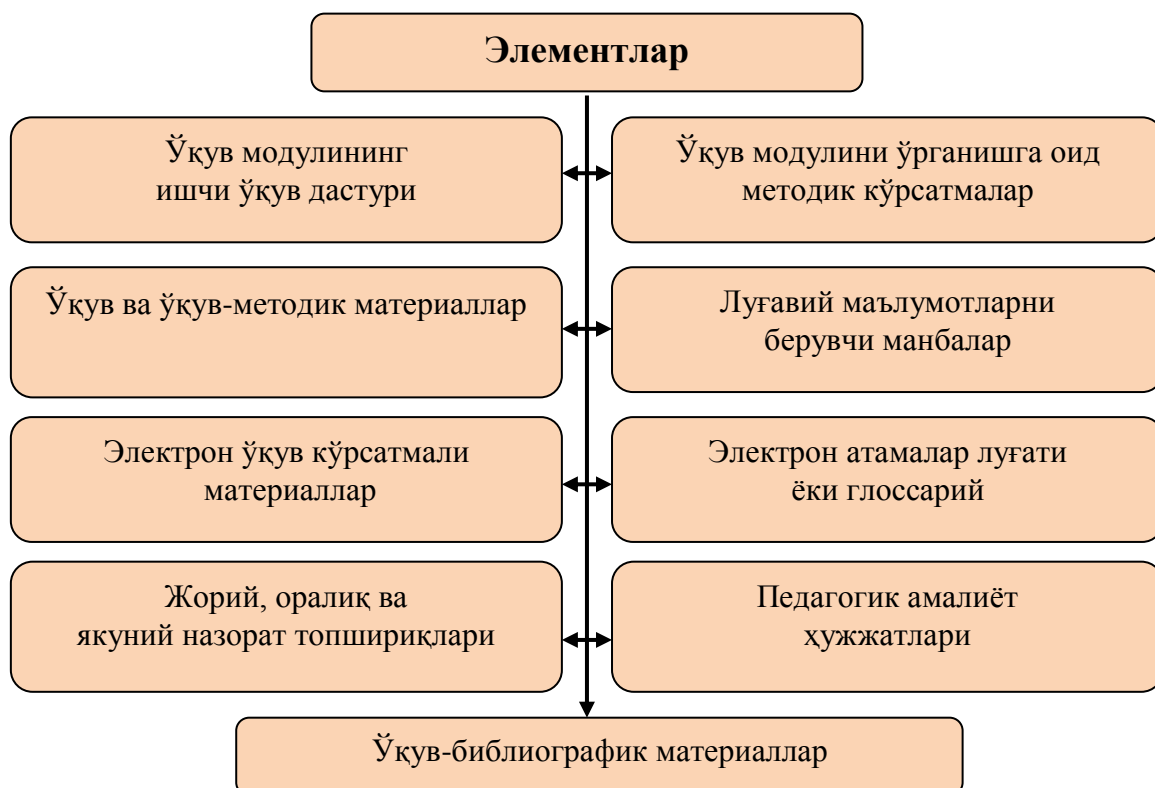 Элементлар
Ўқув модулининг
ишчи ўқув дастури
Ўқув модулини ўрганишга оид
методик кўрсатмалар
Ўқув ва ўқув-методик материаллар
Луғавий маълумотларни
берувчи манбалар
Электрон ўқув кўрсатмали
материаллар
Электрон атамалар луғати
ёки глоссарий
Жорий, оралиқ ва
якуний назорат топшириқлари
Педагогик амалиёт
ҳужжатлари
Ўқув-библиографик материаллар